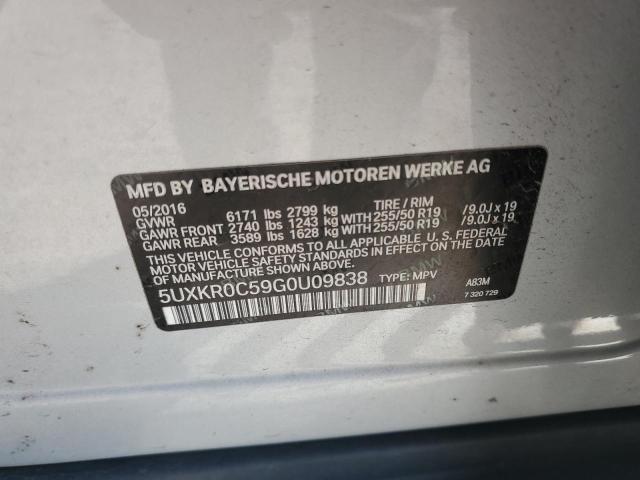 MFD BY BAYERISCHE MOTOREN WERKE AG
05/2016 TIRE / RIM
GVWR 6171 lbs 2799 kg
GAWR FRONT 2740 lbs 1243 kg WITH 255/50 R19 /9.0J x 19
GAWR REAR 3589 lbs 1628 kg WITH 255/50 R19 /9.0J x 19
THIS VEHICLE CONFORMS TO ALL APPLICABLE U.S. FEDERAL
MOTOR VEHICLE SAFETY STANDARDS IN EFFECT ON THE
DATE OF MANUFACTURE SHOWN ABOVE.
5UXKR0C59G0U09838 TYPE: MPV A83M
7 320 729